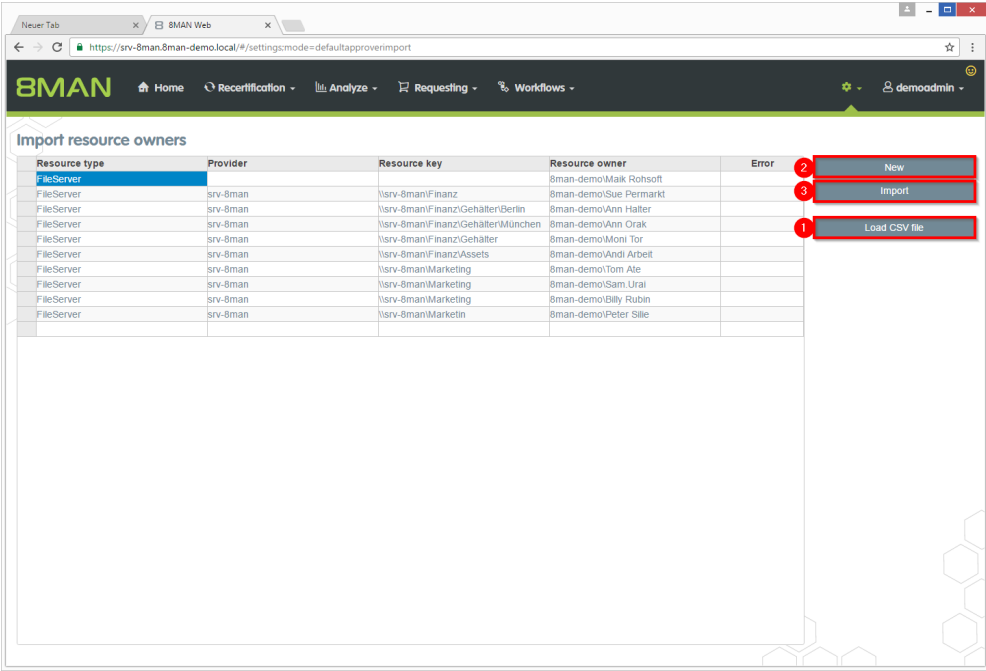 Neuer Tab
8MAN Web
https://srv-8man.8man-demo.local/#/settings;mode=defaultapproverimport
8MAN Home Recertification Analyze Requesting Workflows demoadmin
Import resource owners
Resource type Provider Resource key Resource owner Error
FileServer 8man-demo\Maik Rohsoft
FileServer srv-8man \\srv-8man\Finanz 8man-demo\Sue Permarkt
FileServer srv-8man \\srv-8man\Finanz\Gehälter\Berlin 8man-demo\Ann Halter
FileServer srv-8man \\srv-8man\Finanz\Gehälter\München 8man-demo\Ann Orak
FileServer srv-8man \\srv-8man\Finanz\Gehälter 8man-demo\Moni Tor
FileServer srv-8man \\srv-8man\Finanz\Assets 8man-demo\Andi Arbeit
FileServer srv-8man \\srv-8man\Marketing 8man-demo\Tom Ate
FileServer srv-8man \\srv-8man\Marketing 8man-demo\Sam.Urai
FileServer srv-8man \\srv-8man\Marketing 8man-demo\Billy Rubin
FileServer srv-8man \\srv-8man\Marketin 8man-demo\Peter Silie
2 New
3 Import
1 Load CSV file